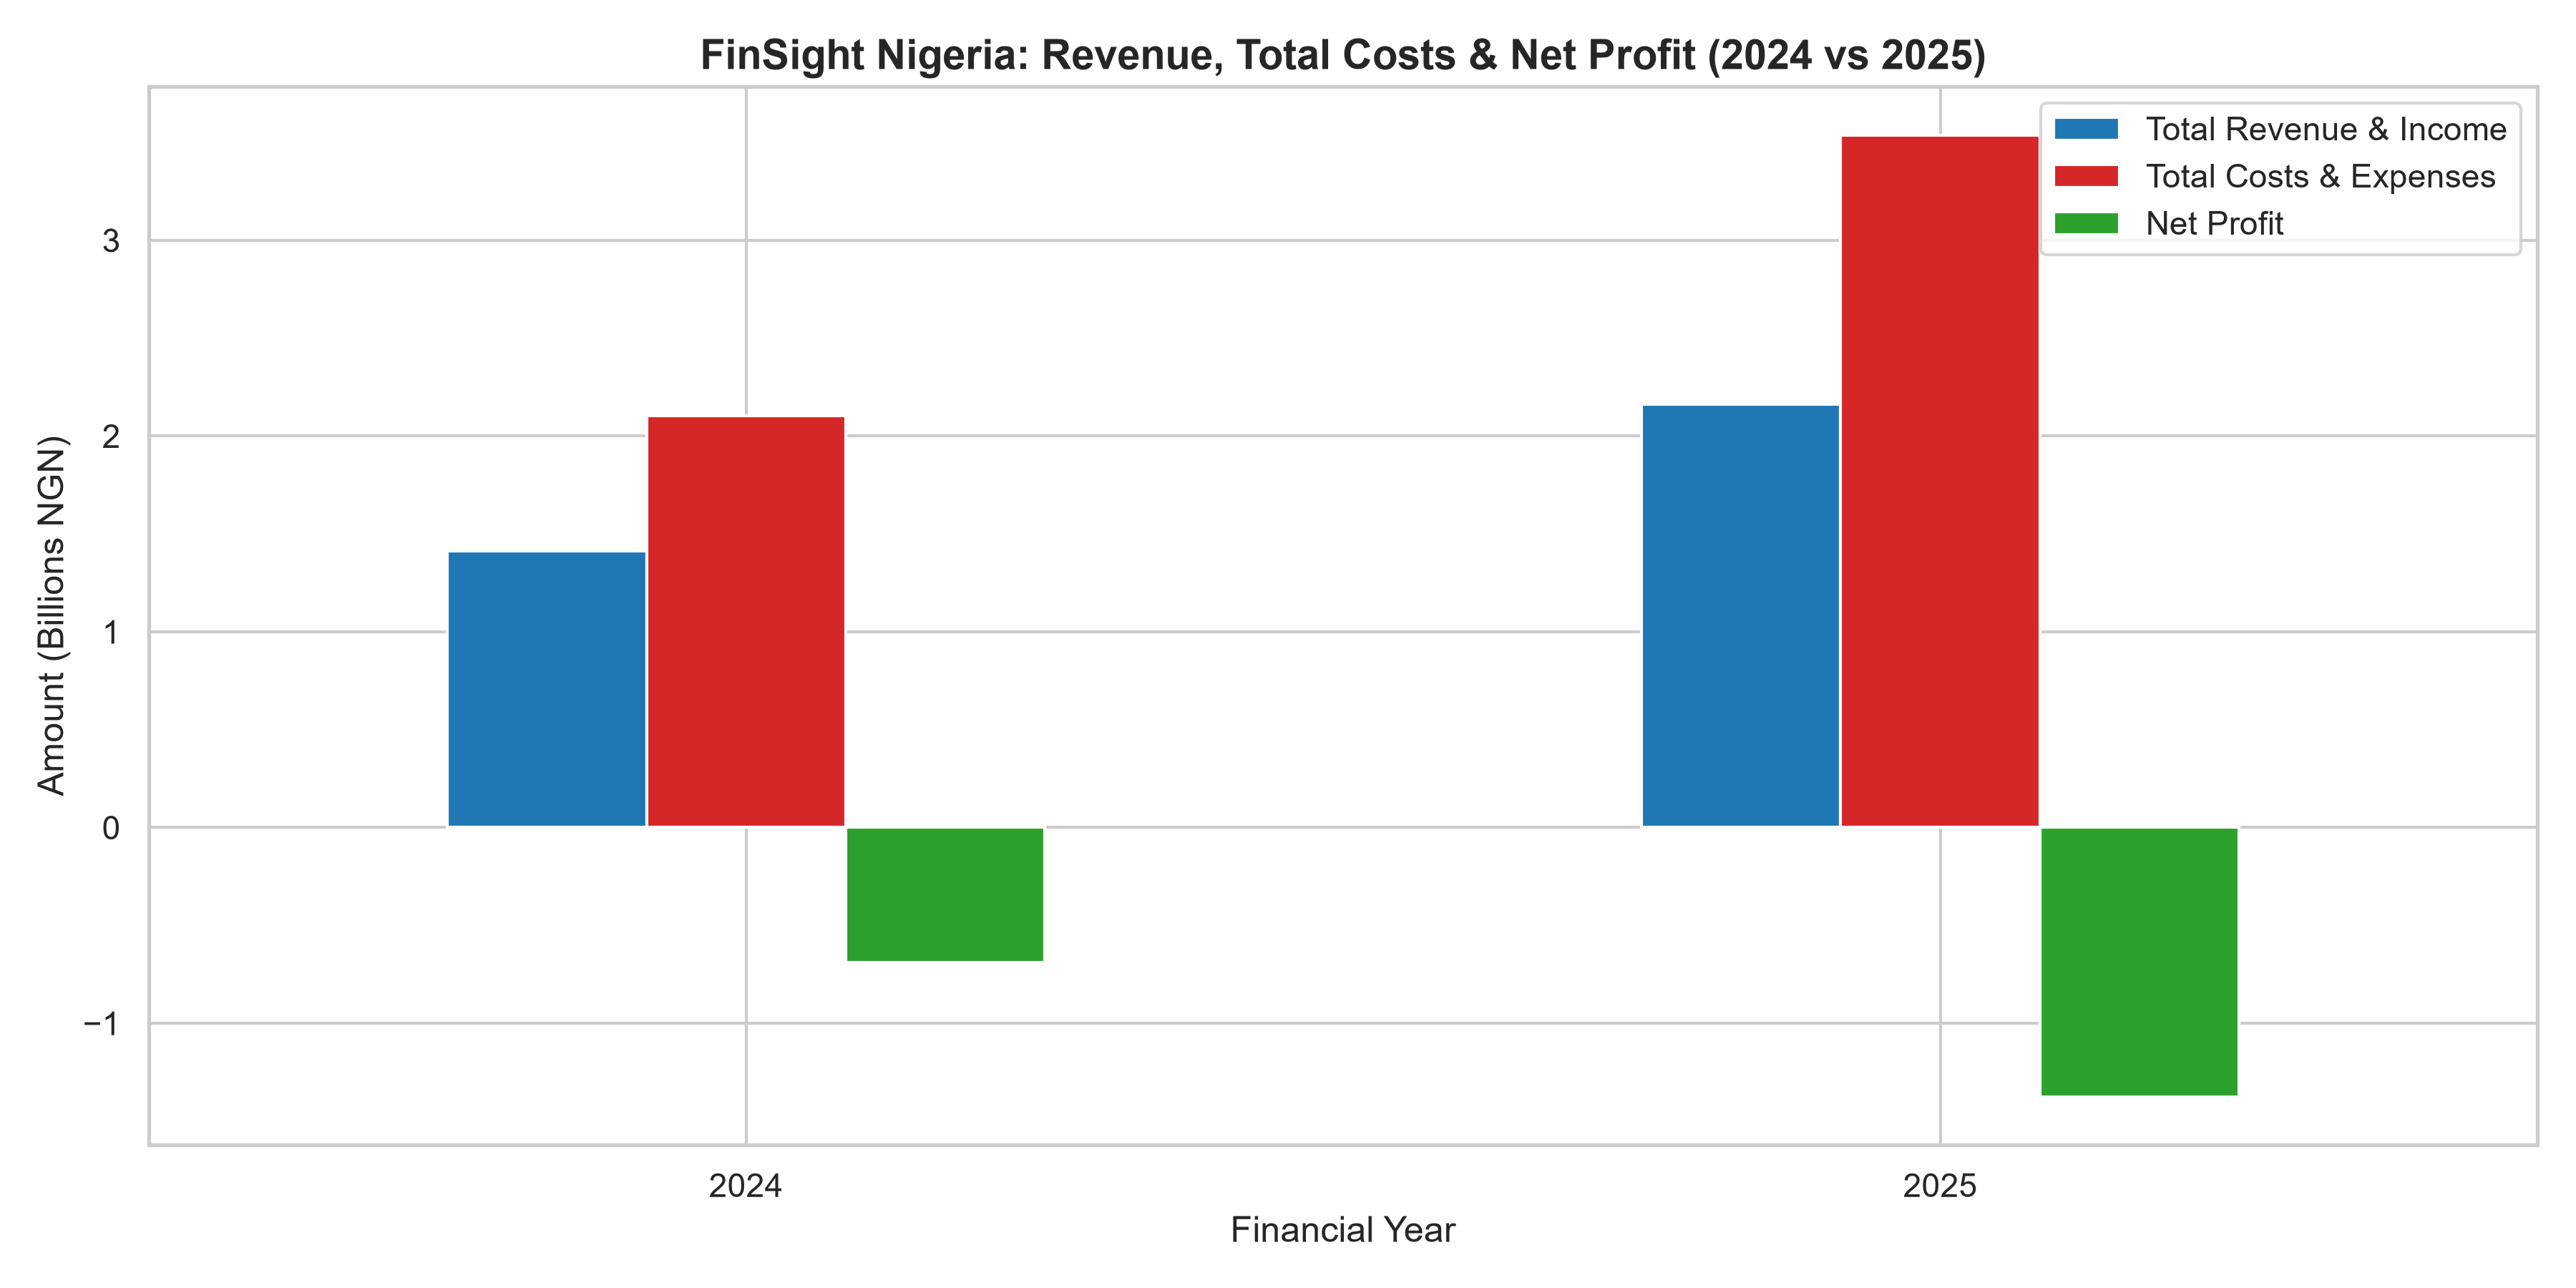 FinSight Nigeria: Revenue, Total Costs & Net Profit (2024 vs 2025)
Total Revenue & Income
Total Costs & Expenses
Net Profit
Amount (Billions NGN)
3
2
1
0
−1
2024
2025
Financial Year